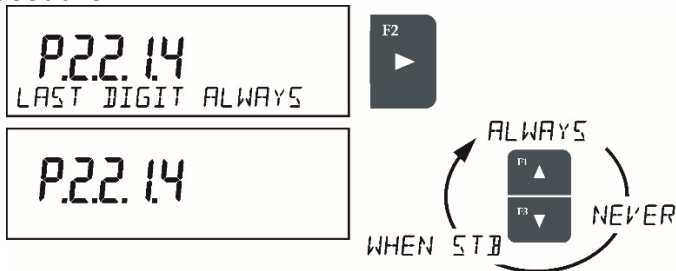 P.2.2.1.4
LAST DIGIT ALWAYS
F2
P.2.2.1.4
ALWAYS
F1
F3
NEVER
WHEN STB